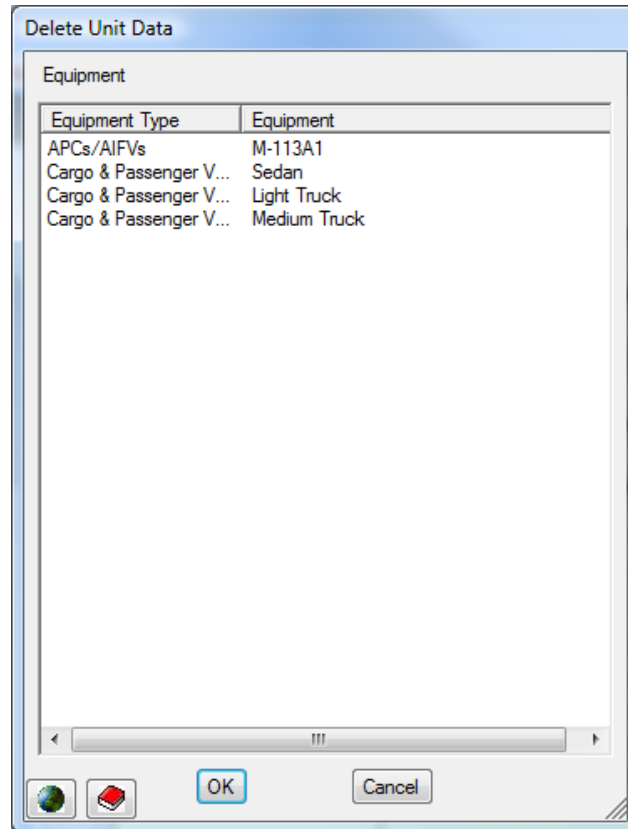 Delete Unit Data
Equipment
Equipment Type Equipment
APCs/AIFVs M-113A1
Cargo & Passenger V... Sedan
Cargo & Passenger V... Light Truck
Cargo & Passenger V... Medium Truck
OK Cancel